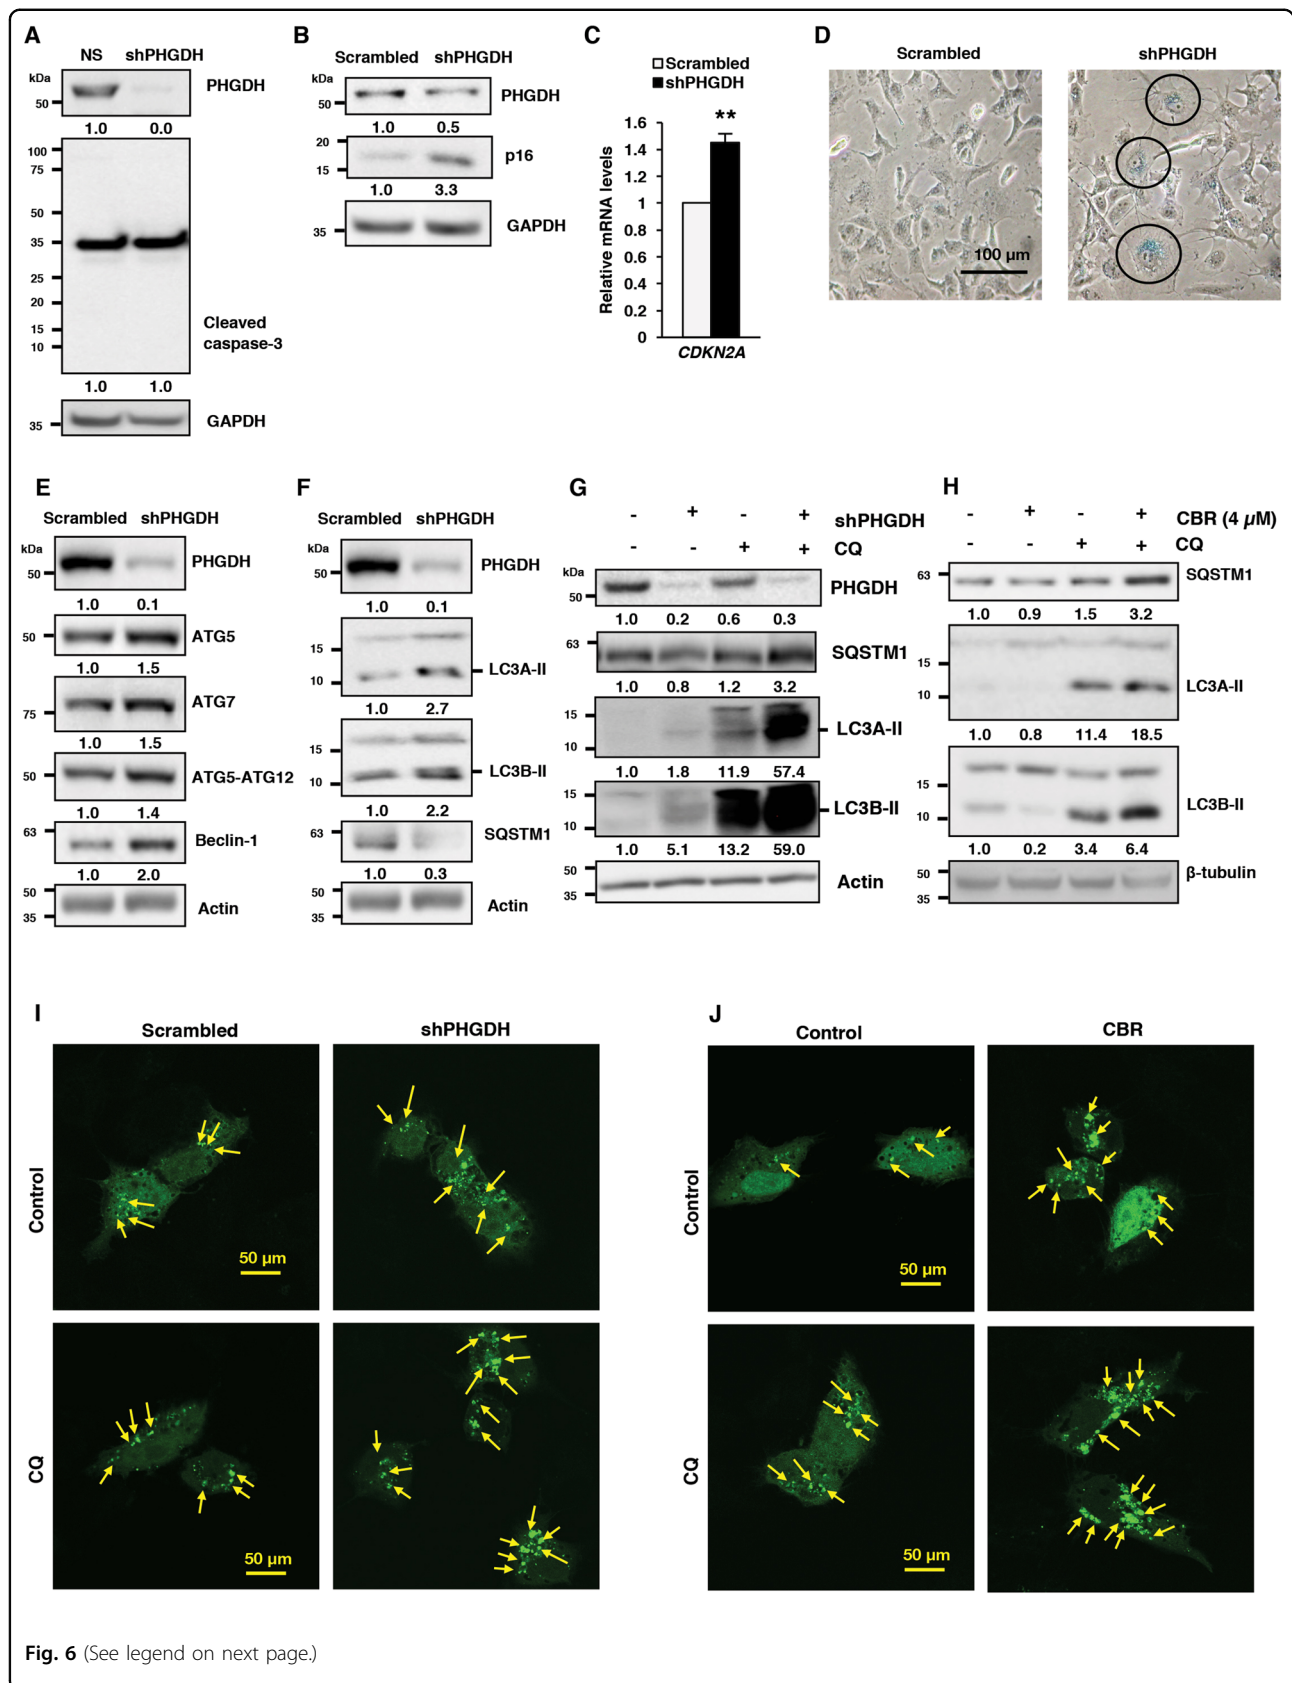 A
NS shPHGDH
kDa
50
PHGDH
1.0 0.0
100
75
50
35
25
20
15
10
Cleaved
caspase-3
1.0 1.0
35
GAPDH
B
Scrambled shPHGDH
kDa
50
PHGDH
1.0 0.5
20
15
p16
1.0 3.3
35
GAPDH
C
Scrambled
shPHGDH
**
1.6
1.4
1.2
1
0.8
0.6
0.4
0.2
0
Relative mRNA levels
CDKN2A
D
Scrambled shPHGDH
100 µm
E
Scrambled shPHGDH
kDa
50
PHGDH
1.0 0.1
50
ATG5
1.0 1.5
75
ATG7
1.0 1.5
50
ATG5-ATG12
1.0 1.4
63
Beclin-1
1.0 2.0
50
35
Actin
F
Scrambled shPHGDH
kDa
50
PHGDH
1.0 0.1
15
10
LC3A-II
1.0 2.7
15
10
LC3B-II
1.0 2.2
63
SQSTM1
1.0 0.3
50
35
Actin
G
- + - + shPHGDH
- - + + CQ
kDa
50
PHGDH
1.0 0.2 0.6 0.3
63
SQSTM1
1.0 0.8 1.2 3.2
15
10
LC3A-II
1.0 1.8 11.9 57.4
15
10
LC3B-II
1.0 5.1 13.2 59.0
50
35
Actin
H
- + - + CBR (4 µM)
- - + + CQ
63
SQSTM1
1.0 0.9 1.5 3.2
15
10
LC3A-II
1.0 0.8 11.4 18.5
15
10
LC3B-II
1.0 0.2 3.4 6.4
50
35
β-tubulin
I
Scrambled shPHGDH
Control
50 µm
CQ
50 µm
J
Control CBR
Control
50 µm
CQ
50 µm
Fig. 6 (See legend on next page.)